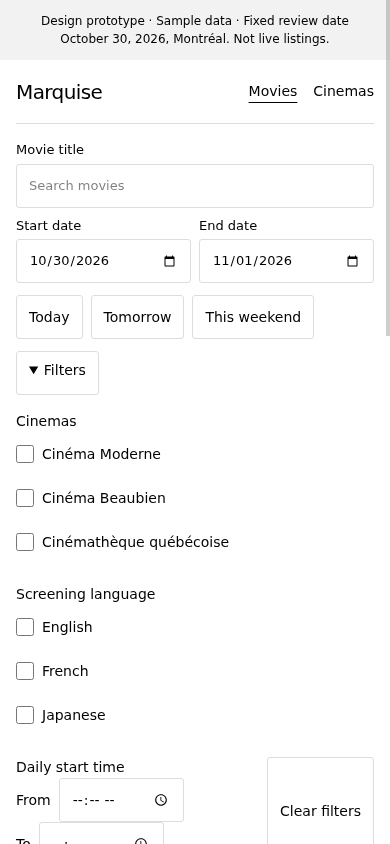 Design prototype · Sample data · Fixed review date
October 30, 2026, Montréal. Not live listings.
Marquise
Movies
Cinemas
Movie title
Search movies
Start date
End date
10/30/2026
11/01/2026
Today
Tomorrow
This weekend
▼ Filters
Cinemas
Cinéma Moderne
Cinéma Beaubien
Cinémathèque québécoise
Screening language
English
French
Japanese
Daily start time
From
--:-- --
Clear filters
To